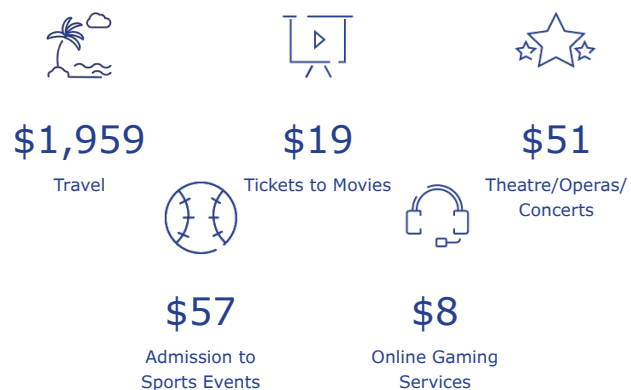 $1,959
Travel
$19
Tickets to Movies
$51
Theatre/Operas/
Concerts
$57
Admission to
Sports Events
$8
Online Gaming
Services